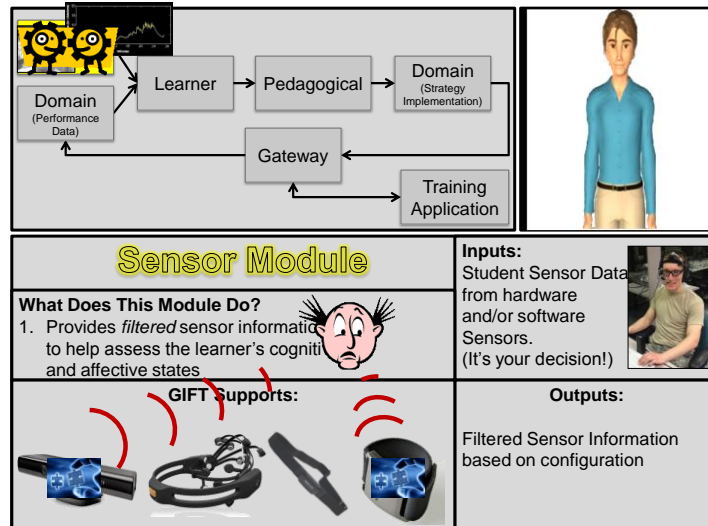 Learner
Pedagogical
Domain
(Strategy
Implementation)
Domain
(Performance
Data)
Gateway
Training
Application
Sensor Module
Inputs:
Student Sensor Data
from hardware
and/or software
Sensors.
(It's your decision!)
What Does This Module Do?
1. Provides filtered sensor informatio
to help assess the learner's cogniti
and affective states
GIFT Supports:
Outputs:
Filtered Sensor Information
based on configuration